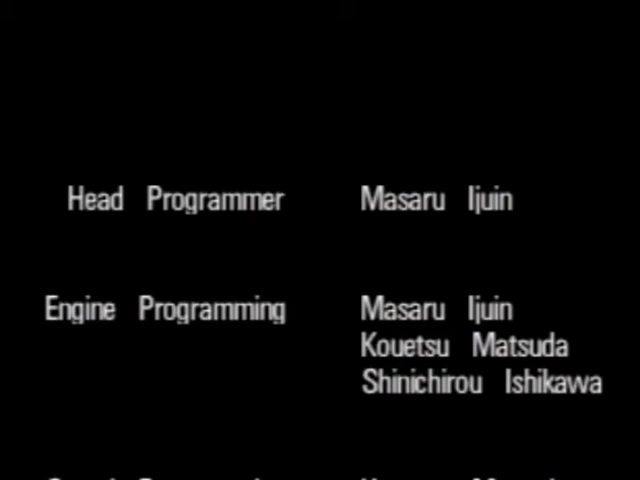 Head Programmer Masaru Ijuin
Engine Programming Masaru Ijuin
Kouetsu Matsuda
Shinichirou Ishikawa